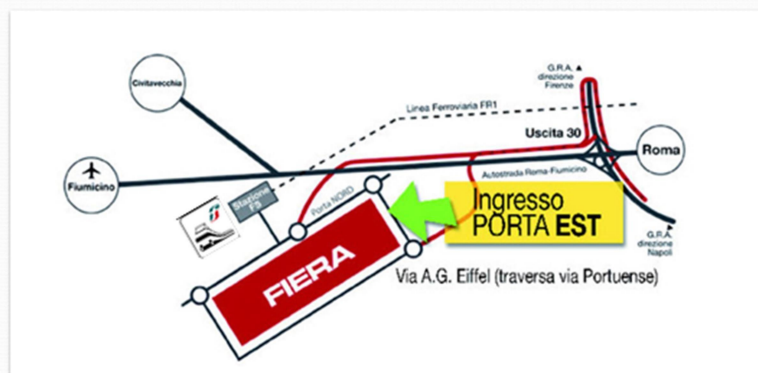 G.R.A. ▲
direzione
Firenze
Civitavecchia
Linea Ferroviaria FR1
Uscita 30
Roma
Fiumicino
Autostrada Roma-Fiumicino
Stazione
FS
Porta NORD
Ingresso
PORTA EST
FIERA
G.R.A.
direzione
Napoli
Via A.G. Eiffel (traversa via Portuense)